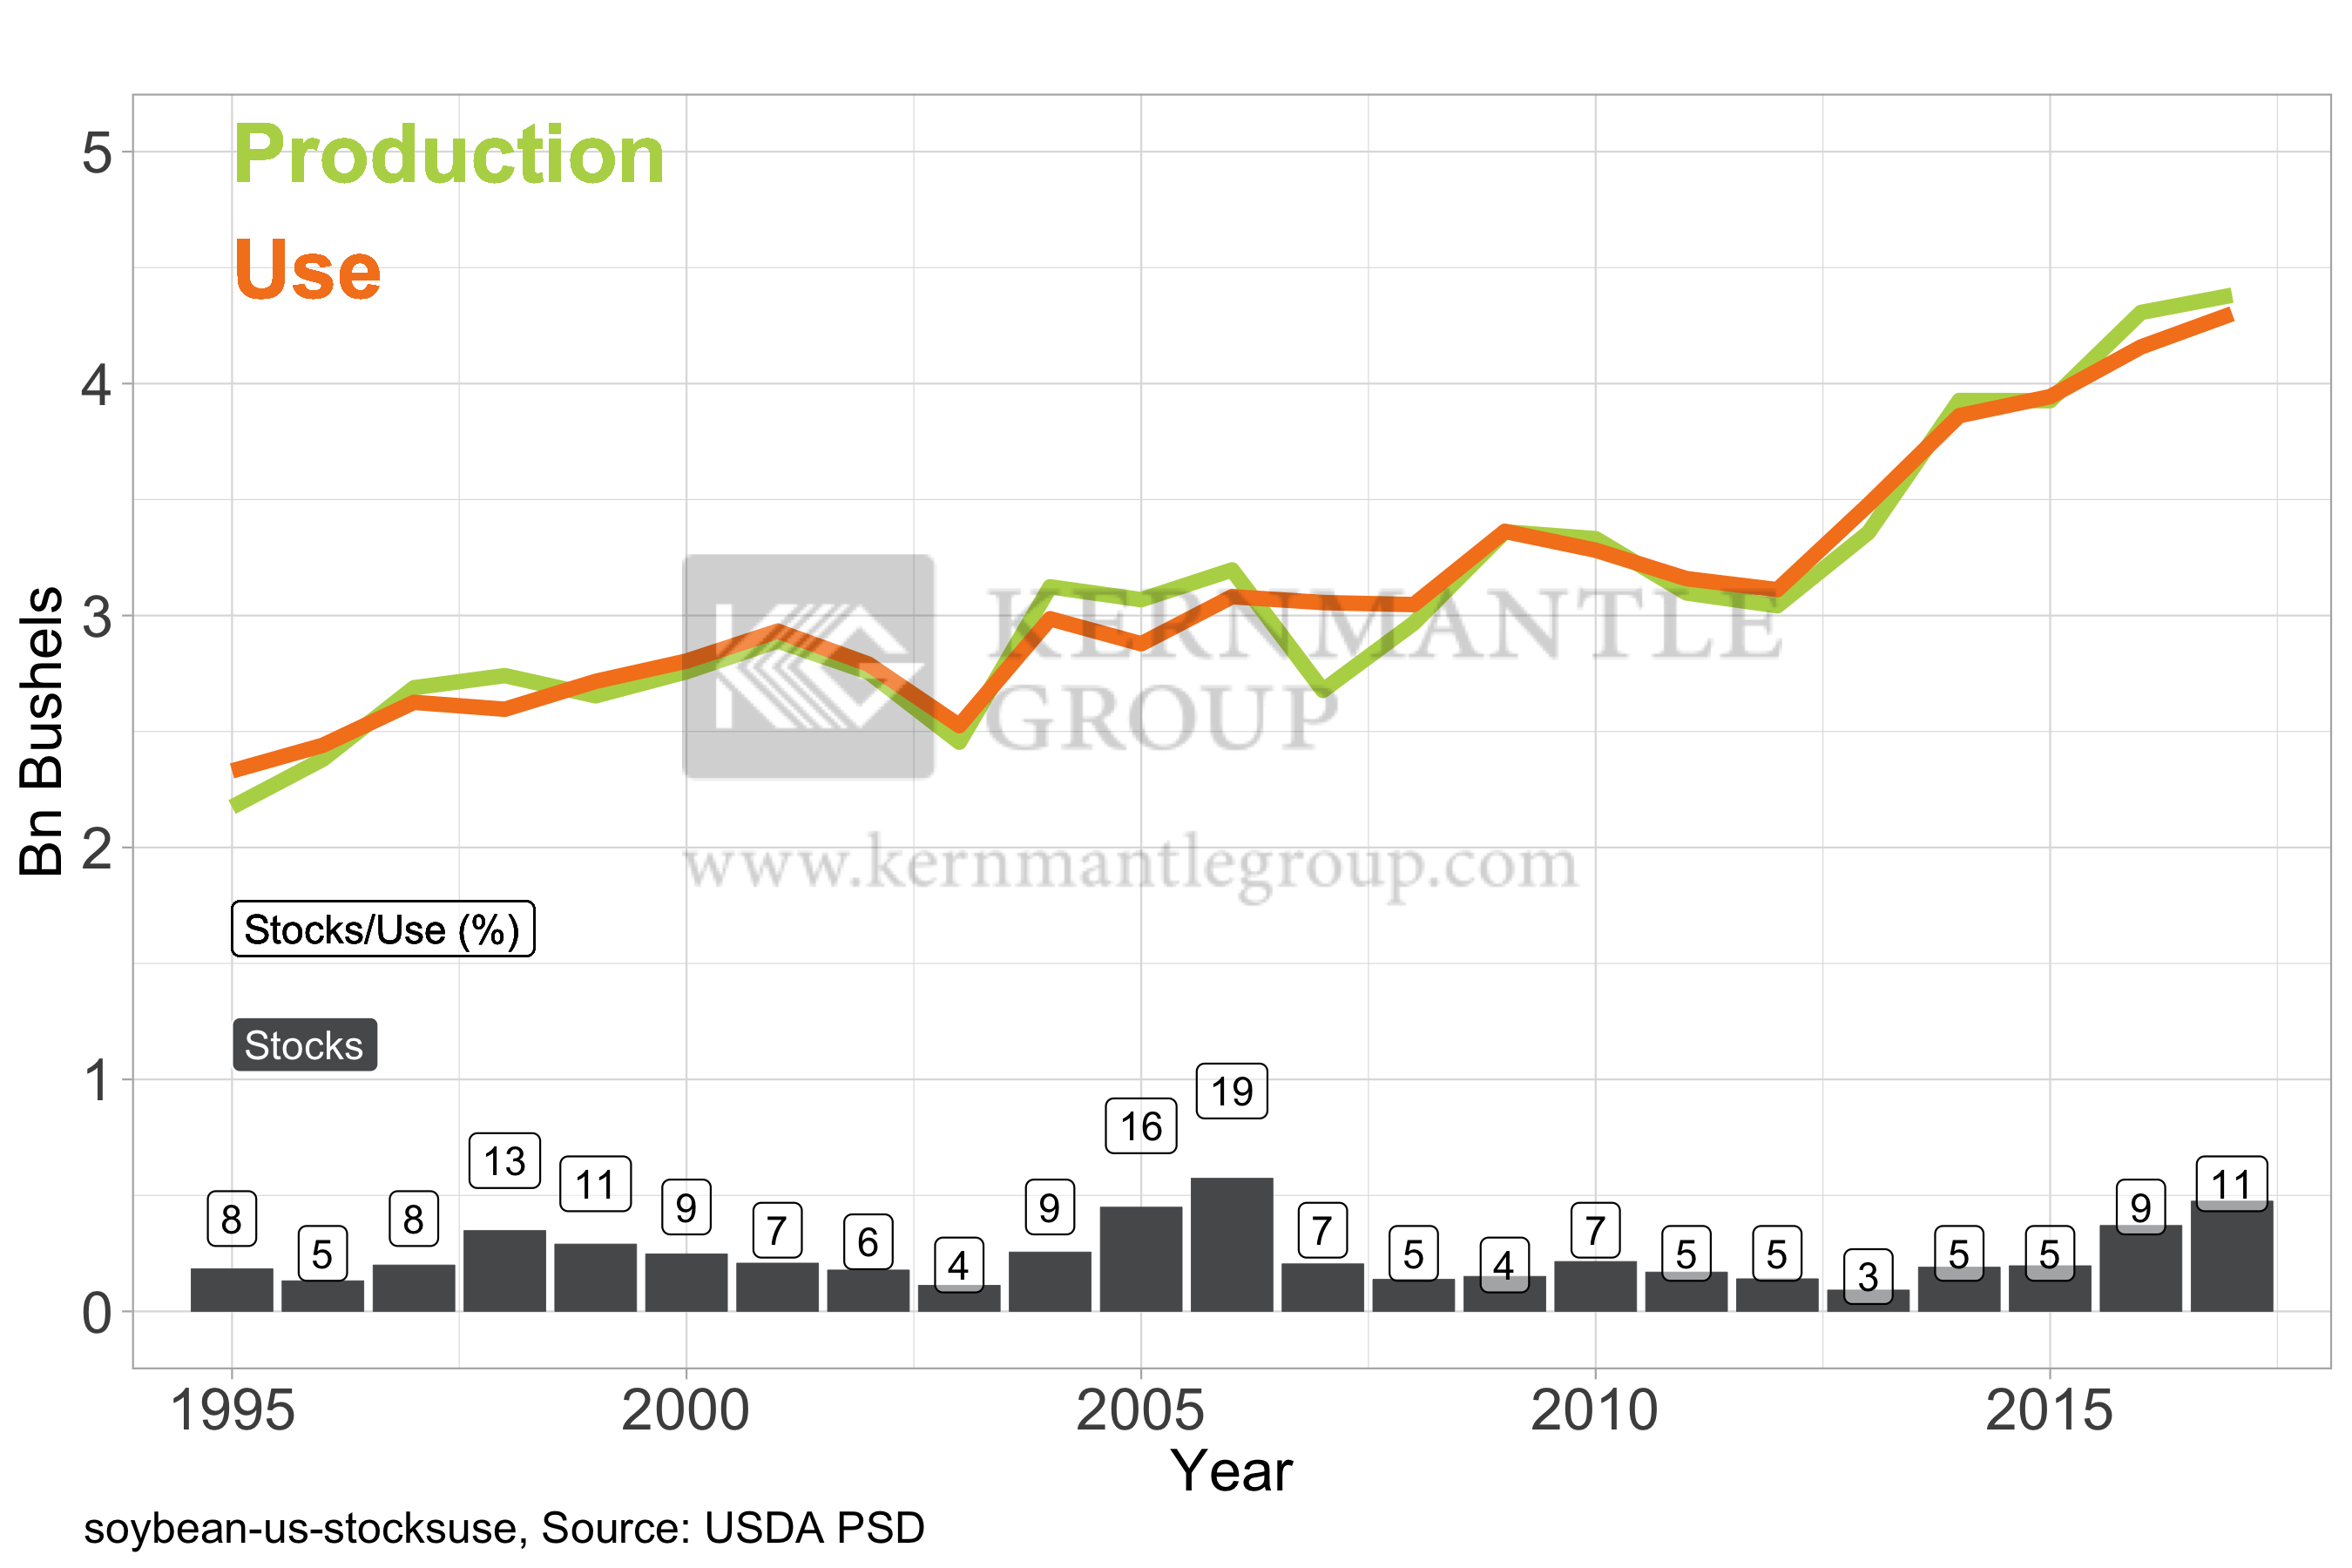 Production
Use
5
4
3
2
1
0
Bn Bushels
KERNMANTLE
GROUP
www.kernmantlegroup.com
Stocks/Use (%)
Stocks
8 5 8 13 11 9 7 6 4 9 16 19 7 5 4 7 5 5 3 5 5 9 11
1995 2000 2005 2010 2015
Year
soybean-us-stocksuse, Source: USDA PSD